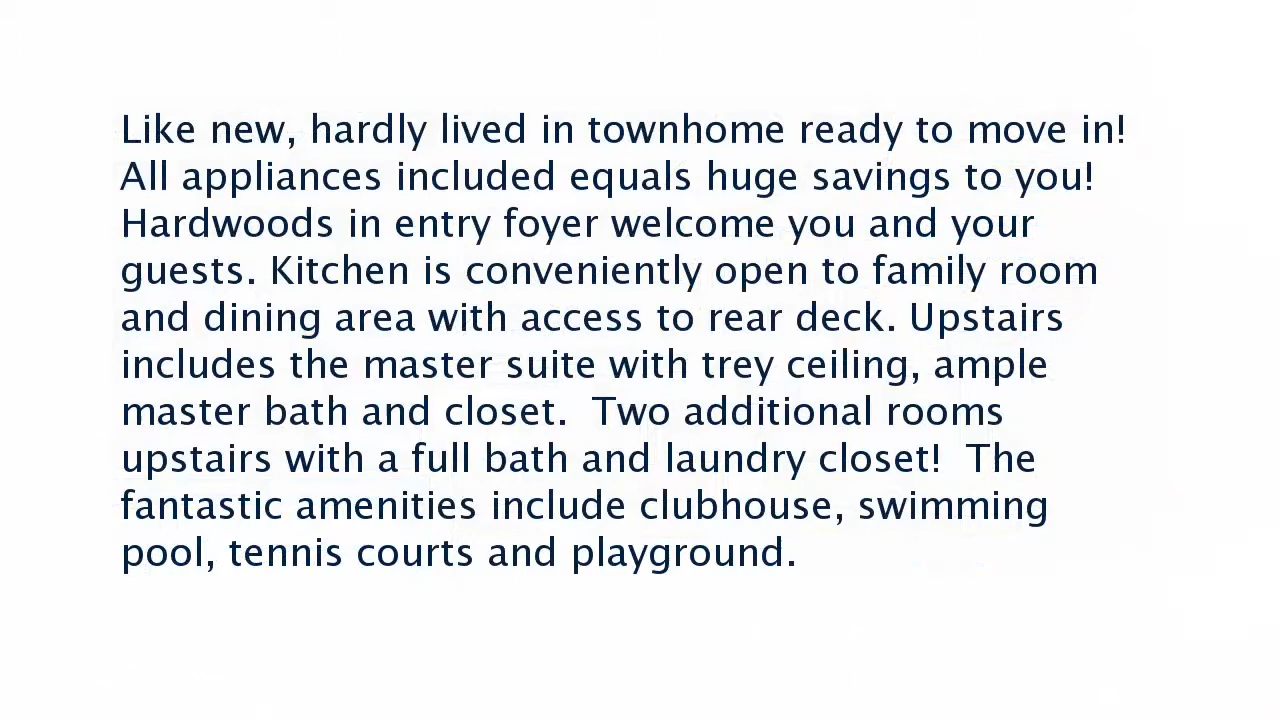 Like new, hardly lived in townhome ready to move in!
All appliances included equals huge savings to you!
Hardwoods in entry foyer welcome you and your
guests. Kitchen is conveniently open to family room
and dining area with access to rear deck. Upstairs
includes the master suite with trey ceiling, ample
master bath and closet.  Two additional rooms
upstairs with a full bath and laundry closet!  The
fantastic amenities include clubhouse, swimming
pool, tennis courts and playground.